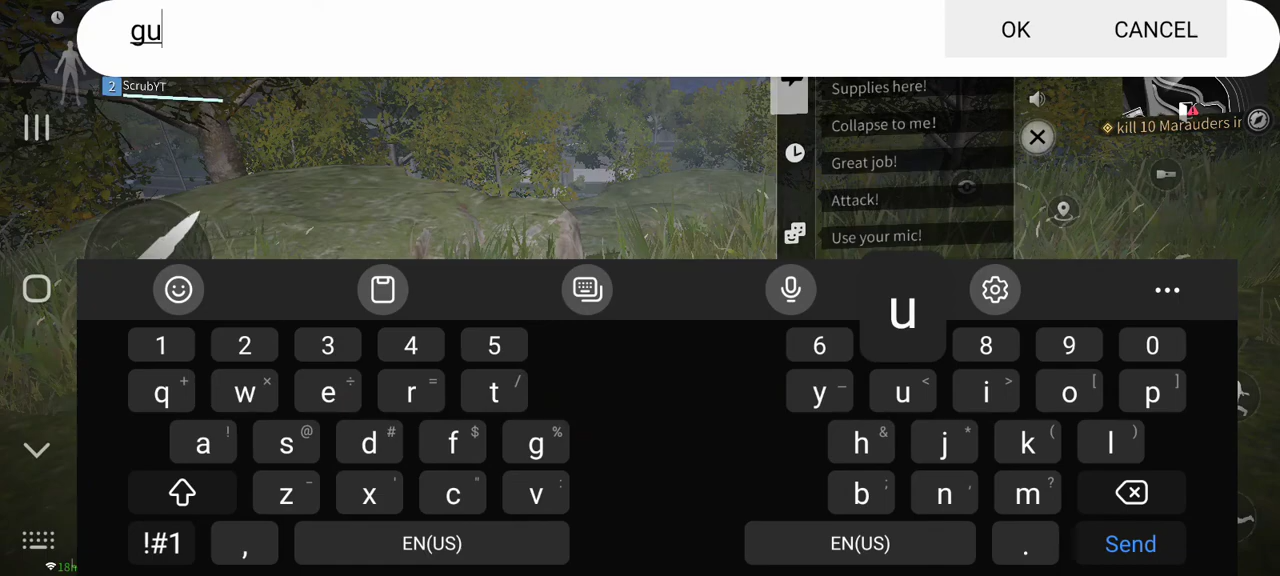 gu
OK
CANCEL
2 ScrubYT
Supplies here!
Collapse to me!
Great job!
Attack!
Use your mic!
kill 10 Marauders in
u
1 2 3 4 5 6 8 9 0
q + w × e ÷ r = t / y _ u < i > o [ p ]
a ! s @ d # f $ g % h & j * k ( l )
z - x ' c " v : b ; n , m ?
!#1 , EN(US) EN(US) . Send
18h